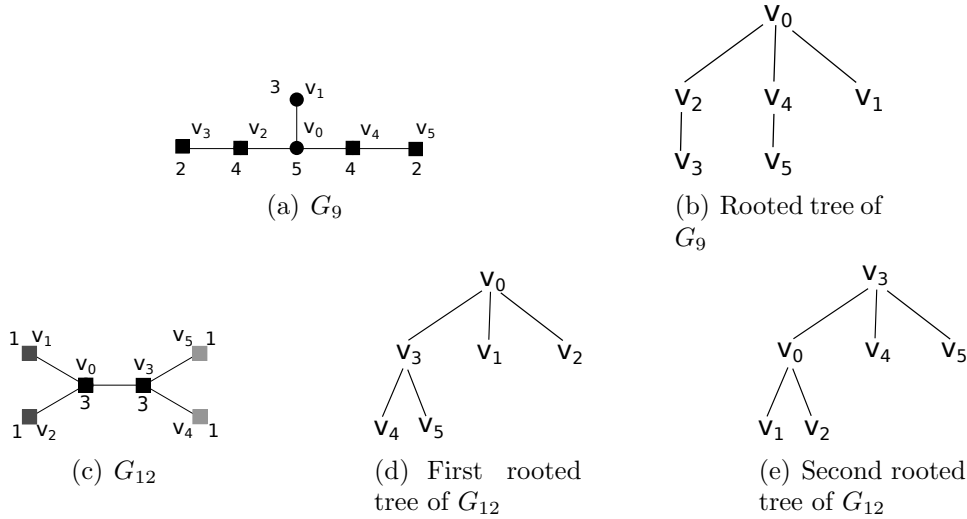 3 v₁
v₃ v₂ v₀ v₄ v₅
2 4 5 4 2
(a) G₉
v₀
v₂ v₄ v₁
v₃ v₅
(b) Rooted tree of
G₉
1 v₁ v₅ 1
v₀ v₃
3 3
1 v₂ v₄ 1
(c) G₁₂
v₀
v₃ v₁ v₂
v₄ v₅
(d) First rooted
tree of G₁₂
v₃
v₀ v₄ v₅
v₁ v₂
(e) Second rooted
tree of G₁₂